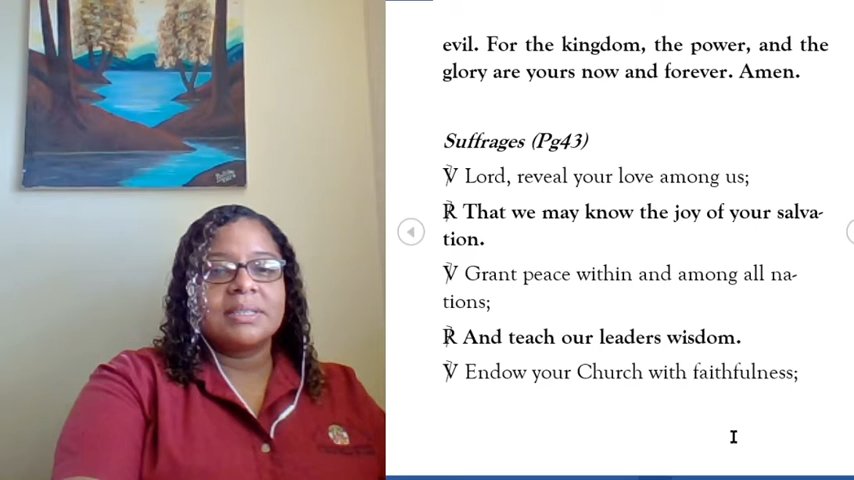 evil. For the kingdom, the power, and the
glory are yours now and forever. Amen.
Suffrages (Pg43)
℣ Lord, reveal your love among us;
℟ That we may know the joy of your salva-
tion.
℣ Grant peace within and among all na-
tions;
℟ And teach our leaders wisdom.
℣ Endow your Church with faithfulness;